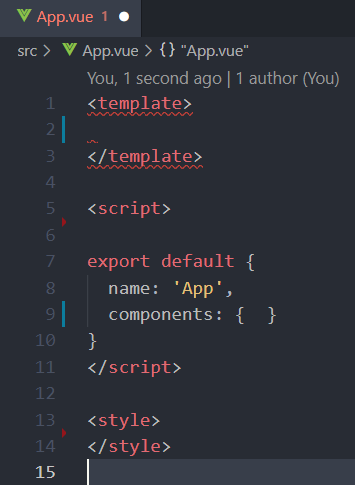 App.vue 1
src > App.vue > {} "App.vue"
You, 1 second ago | 1 author (You)
1 <template>
2
3 </template>
4
5 <script>
6
7 export default {
8   name: 'App',
9   components: {  }
10 }
11 </script>
12
13 <style>
14 </style>
15